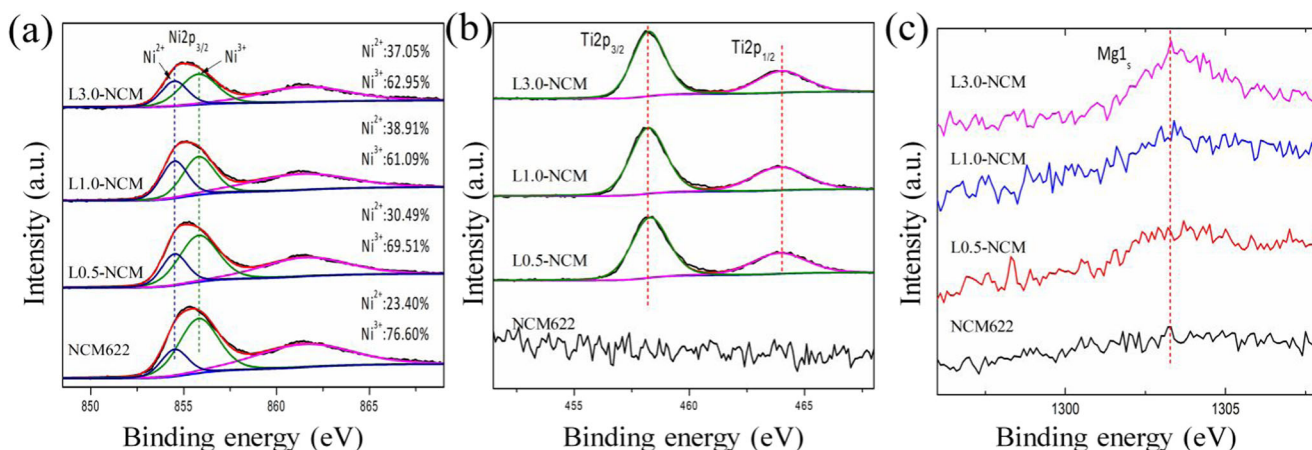 (a)
Ni2p3/2
Ni2+
Ni3+
Ni2+:37.05%
Ni3+:62.95%
L3.0-NCM
Ni2+:38.91%
Ni3+:61.09%
L1.0-NCM
Ni2+:30.49%
Ni3+:69.51%
L0.5-NCM
Ni2+:23.40%
Ni3+:76.60%
NCM622
850 855 860 865
Binding energy (eV)
Intensity (a.u.)
(b)
Ti2p3/2
Ti2p1/2
L3.0-NCM
L1.0-NCM
L0.5-NCM
NCM622
455 460 465
Binding energy (eV)
Intensity (a.u.)
(c)
Mg1s
L3.0-NCM
L1.0-NCM
L0.5-NCM
NCM622
1300 1305
Binding energy (eV)
Intensity (a.u.)